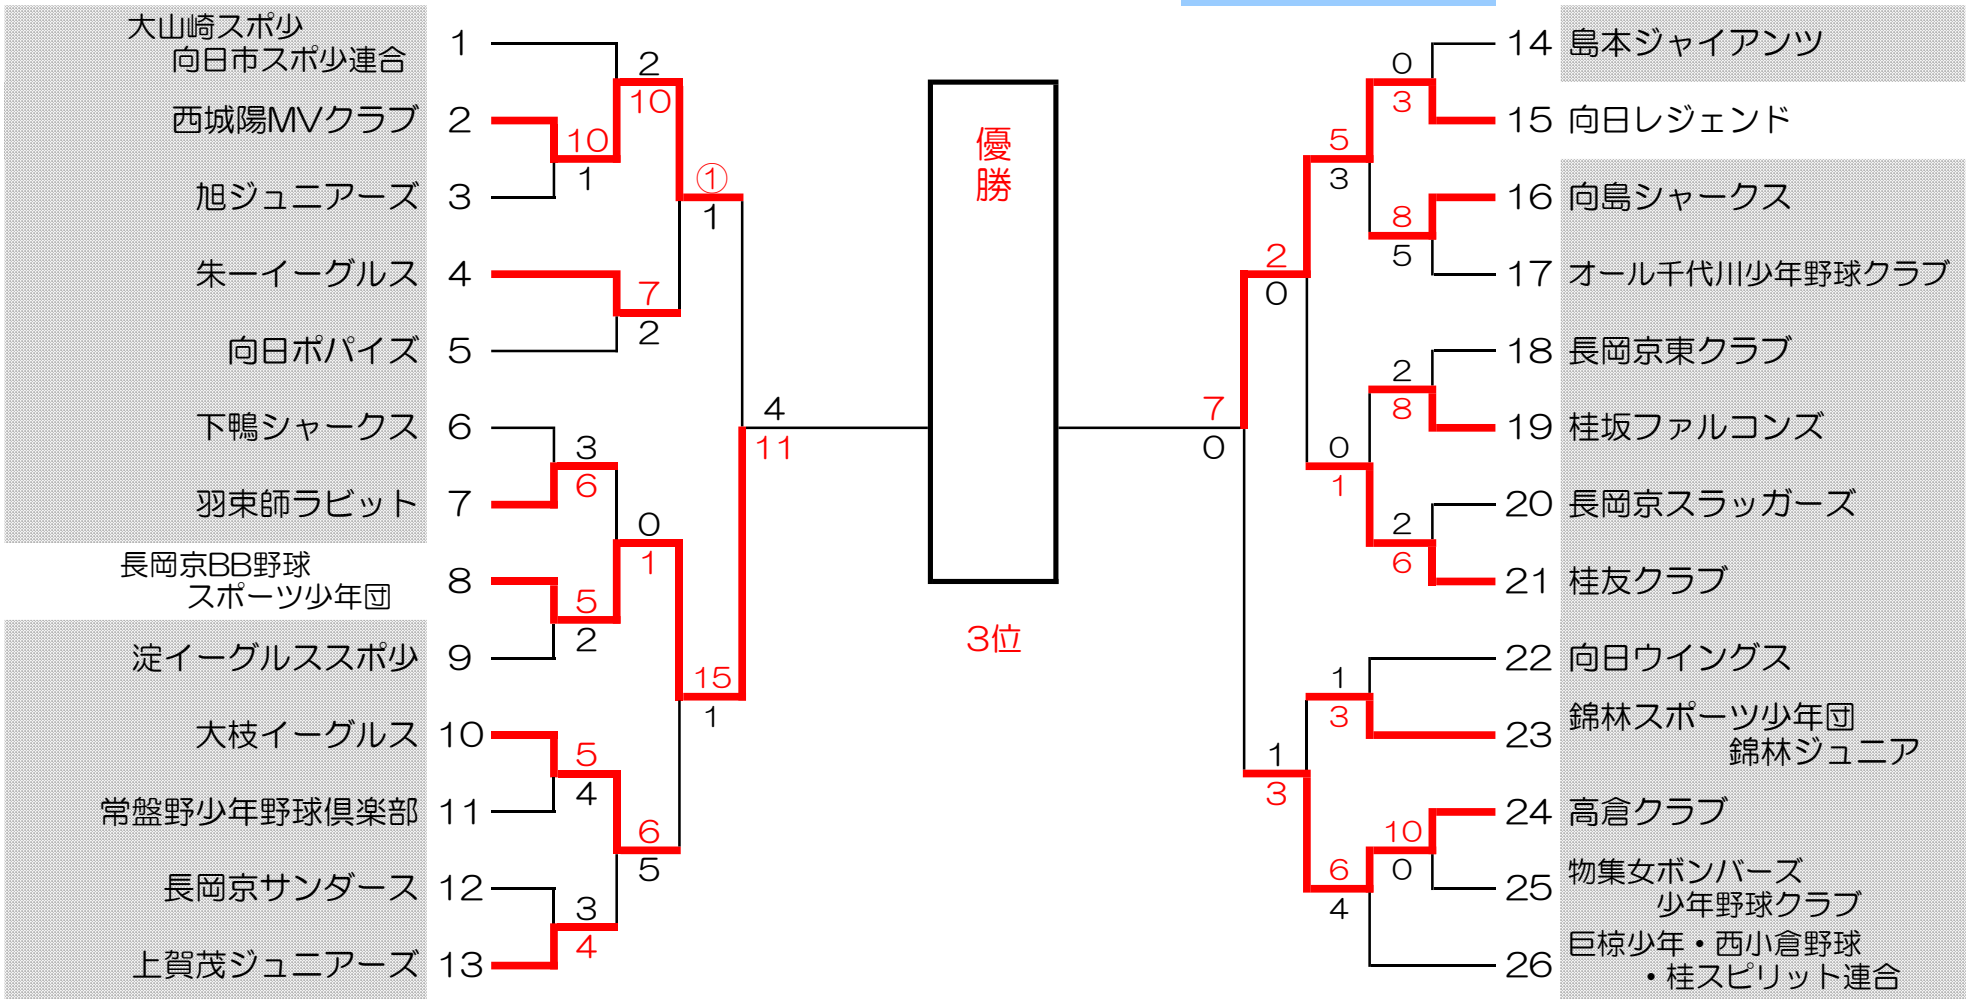 大山崎スポ少
向日市スポ少連合
1
西城陽MVクラブ
2
旭ジュニアーズ
3
朱一イーグルス
4
向日ポパイズ
5
下鴨シャークス
6
羽束師ラビット
7
長岡京BB野球
スポーツ少年団
8
淀イーグルススポ少
9
大枝イーグルス
10
常盤野少年野球倶楽部
11
長岡京サンダース
12
上賀茂ジュニアーズ
13
2
10
10
1
①
1
7
2
3
6
0
1
5
2
15
1
5
4
6
5
3
4
4
11
優
勝
3位
7
0
2
0
5
3
0
3
8
5
2
8
0
1
2
6
1
3
1
3
10
0
6
4
14 島本ジャイアンツ
15 向日レジェンド
16 向島シャークス
17 オール千代川少年野球クラブ
18 長岡京東クラブ
19 桂坂ファルコンズ
20 長岡京スラッガーズ
21 桂友クラブ
22 向日ウイングス
23 錦林スポーツ少年団
錦林ジュニア
24 高倉クラブ
25 物集女ボンバーズ
少年野球クラブ
26 巨椋少年・西小倉野球
・桂スピリット連合